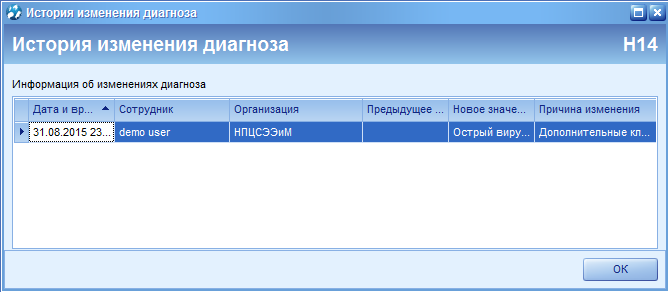 История изменения диагноза
История изменения диагноза H14
Информация об изменениях диагноза
Дата и вр... Сотрудник Организация Предыдущее ... Новое значе... Причина изменения
31.08.2015 23... demo user НПЦСЭЭиМ Острый виру... Дополнительные кл...
ОК